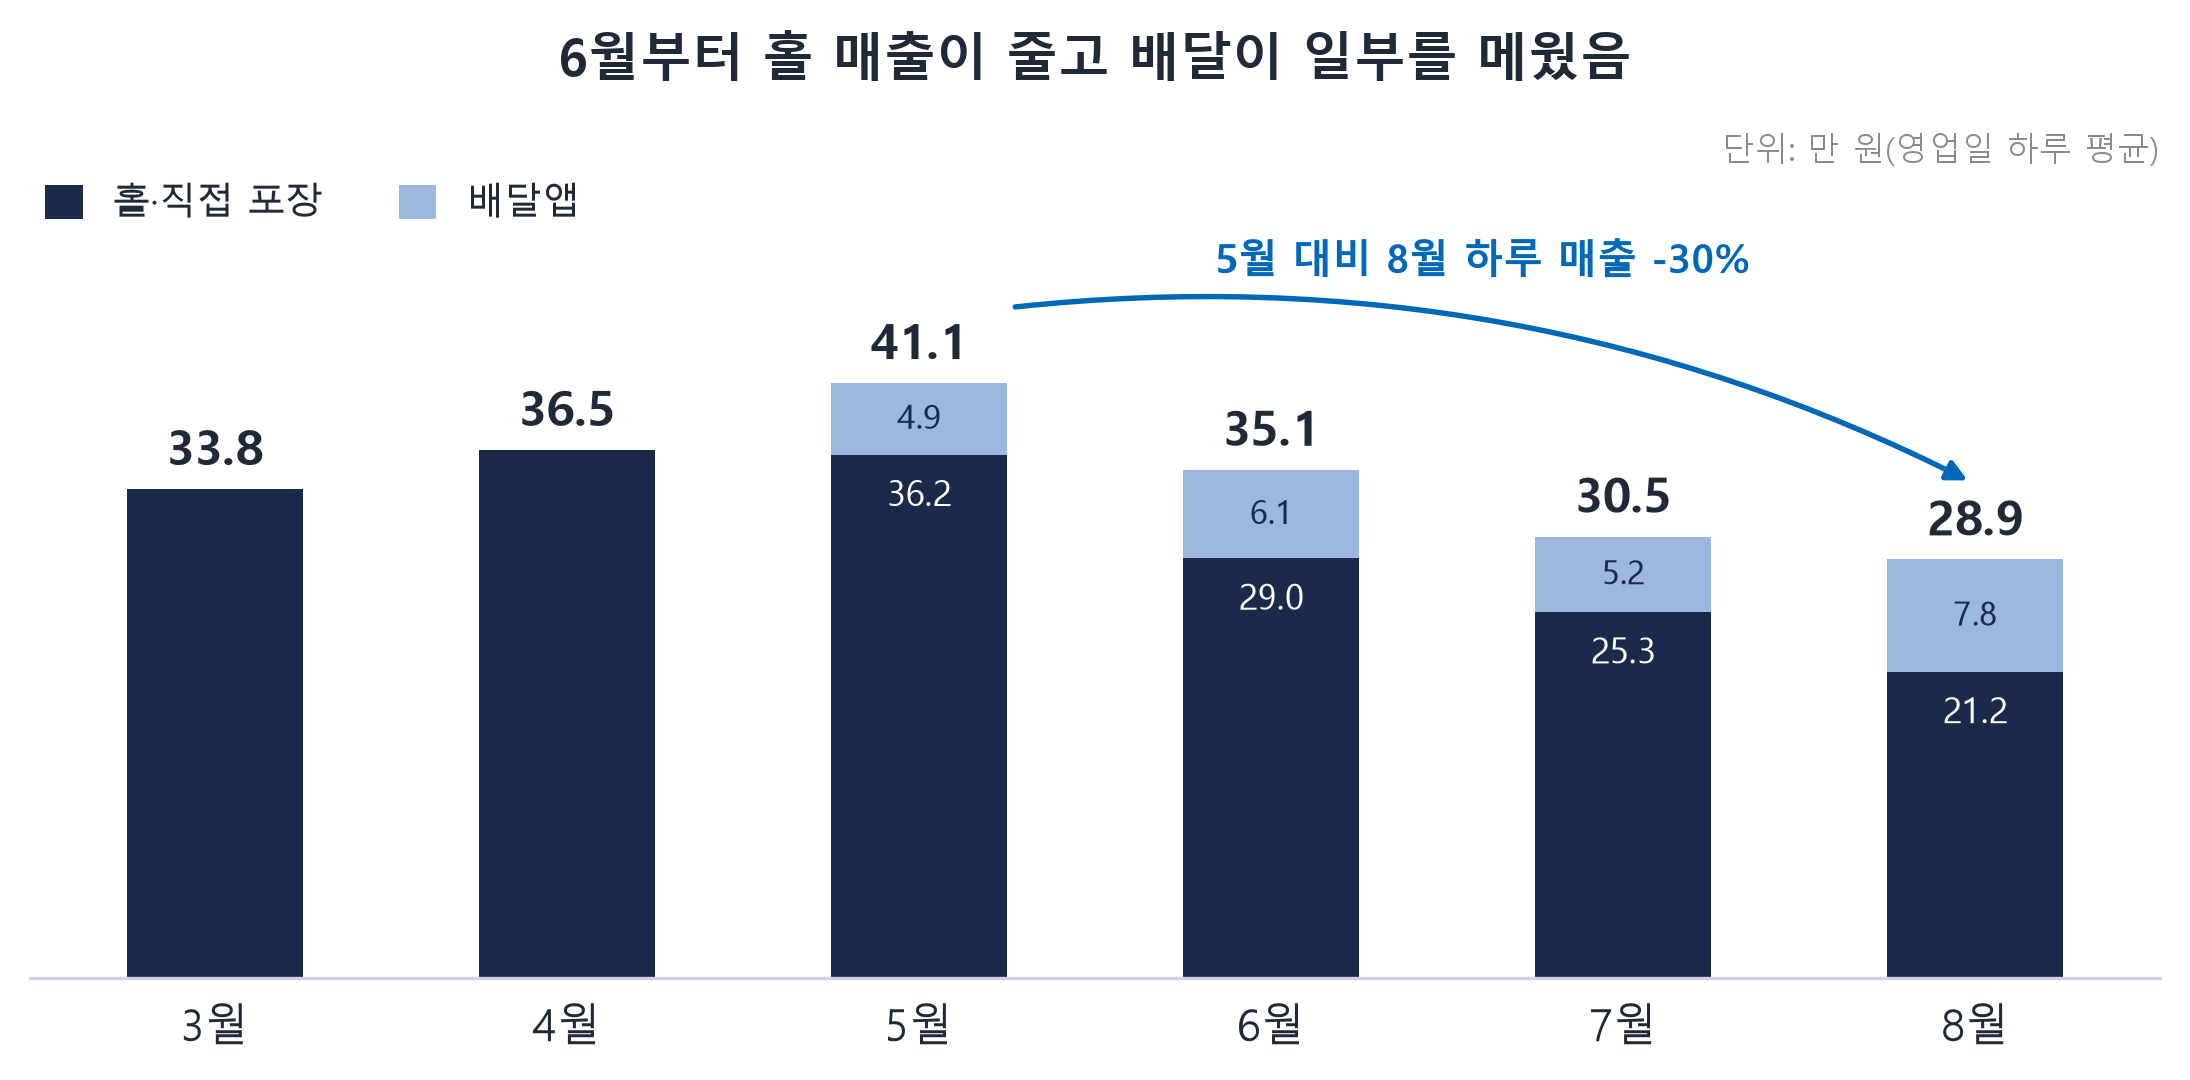 6월부터 홀 매출이 줄고 배달이 일부를 메웠음
단위: 만 원(영업일 하루 평균)
홀·직접 포장 배달앱
5월 대비 8월 하루 매출 -30%
33.8 36.5 41.1 35.1 30.5 28.9
4.9 6.1 5.2 7.8
36.2 29.0 25.3 21.2
3월 4월 5월 6월 7월 8월